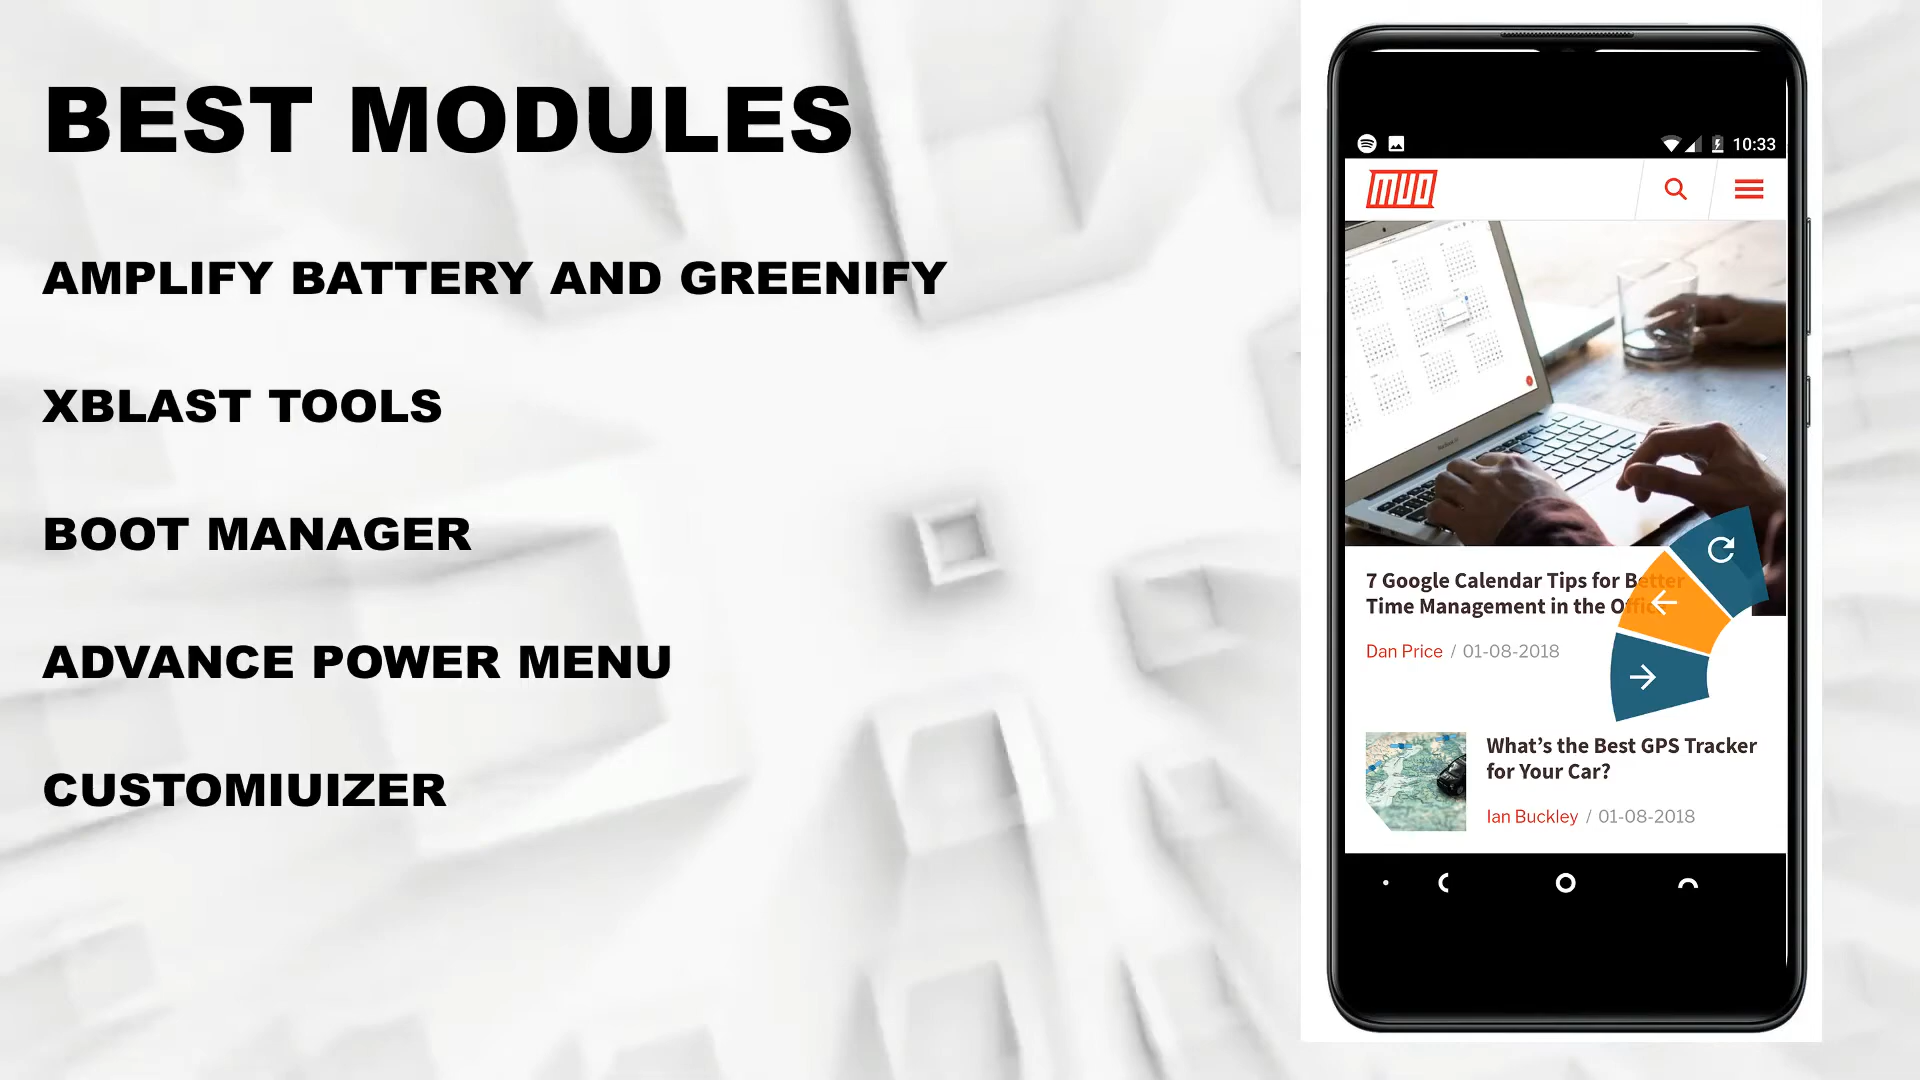 BEST MODULES
AMPLIFY BATTERY AND GREENIFY
XBLAST TOOLS
BOOT MANAGER
ADVANCE POWER MENU
CUSTOMIUIZER
10:33
MUO
7 Google Calendar Tips for Better
Time Management in the Office
Dan Price / 01-08-2018
What’s the Best GPS Tracker
for Your Car?
Ian Buckley / 01-08-2018